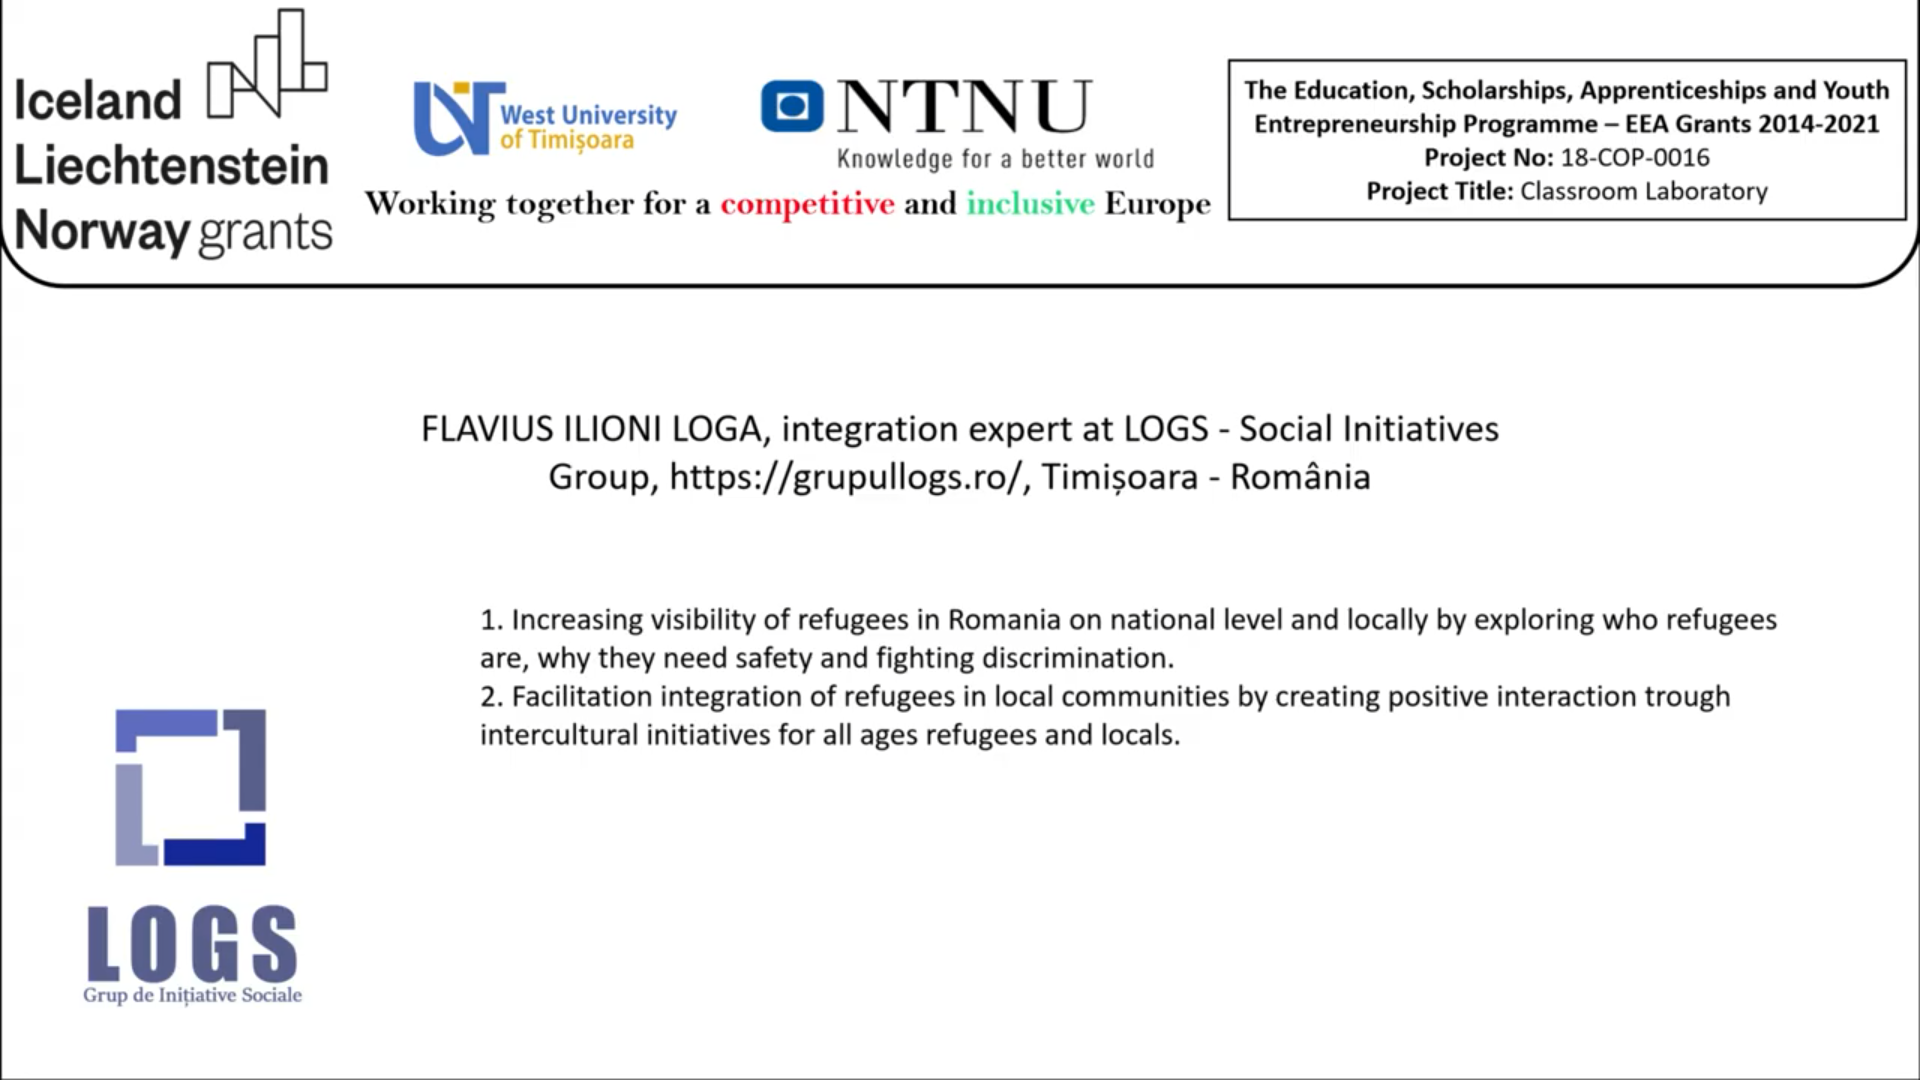 Iceland
Liechtenstein
Norway grants
West University
of Timișoara
NTNU
Knowledge for a better world
Working together for a competitive and inclusive Europe
The Education, Scholarships, Apprenticeships and Youth
Entrepreneurship Programme – EEA Grants 2014-2021
Project No: 18-COP-0016
Project Title: Classroom Laboratory
FLAVIUS ILIONI LOGA, integration expert at LOGS - Social Initiatives
Group, https://grupullogs.ro/, Timișoara - România
1. Increasing visibility of refugees in Romania on national level and locally by exploring who refugees
are, why they need safety and fighting discrimination.
2. Facilitation integration of refugees in local communities by creating positive interaction trough
intercultural initiatives for all ages refugees and locals.
LOGS
Grup de Inițiative Sociale